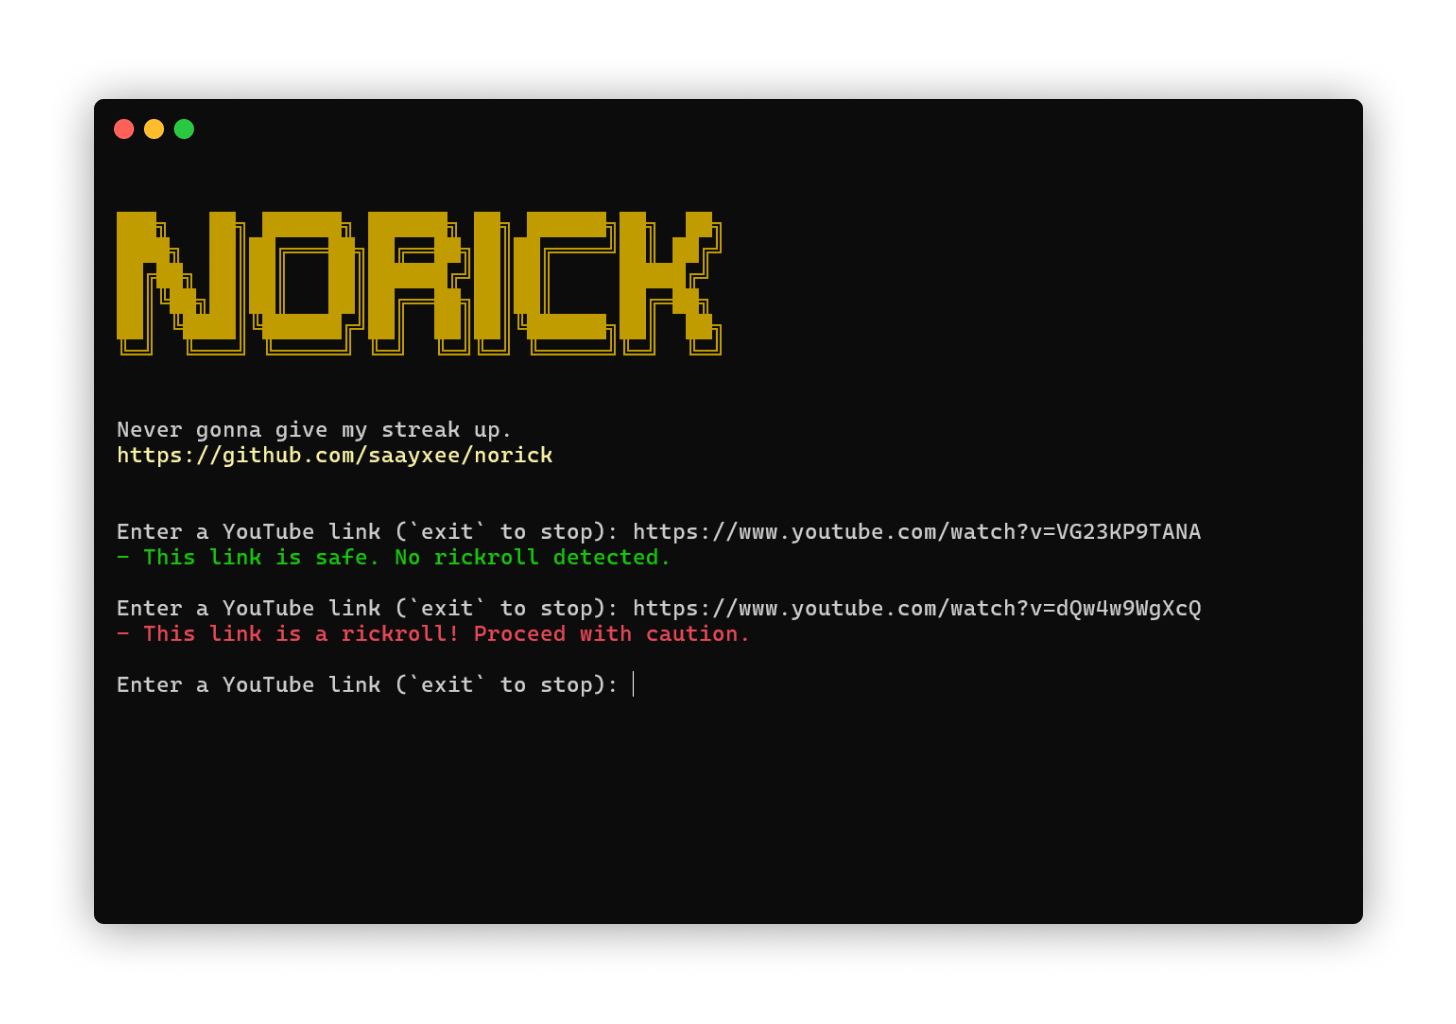 NORICK
Never gonna give my streak up.
https://github.com/saayxee/norick
Enter a YouTube link (`exit` to stop): https://www.youtube.com/watch?v=VG23KP9TANA
- This link is safe. No rickroll detected.
Enter a YouTube link (`exit` to stop): https://www.youtube.com/watch?v=dQw4w9WgXcQ
- This link is a rickroll! Proceed with caution.
Enter a YouTube link (`exit` to stop):